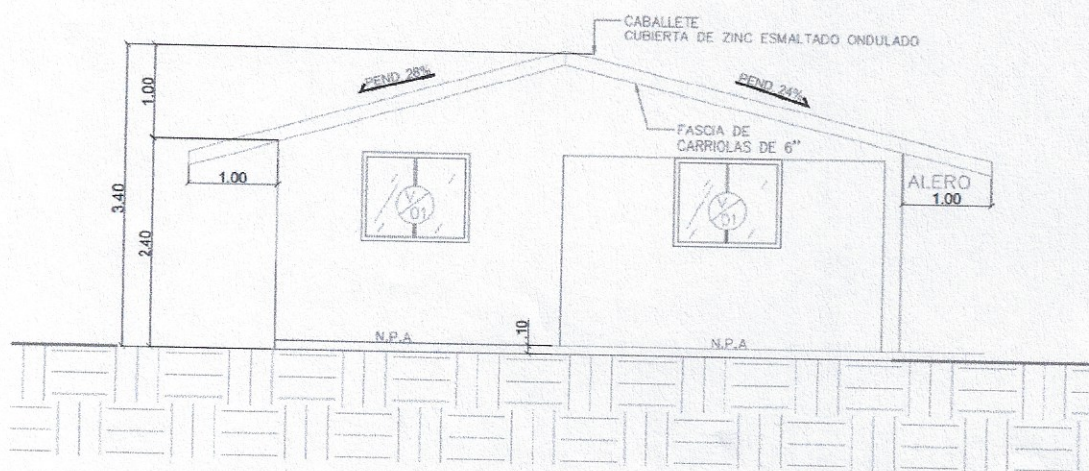 CABALLETE
CUBIERTA DE ZINC ESMALTADO ONDULADO
PEND. 28%
PEND. 24%
1.00
FASCIA DE
CARRIOLAS DE 6"
1.00
ALERO
1.00
3.40
V
01
V
01
2.40
.10
N.P.A
N.P.A